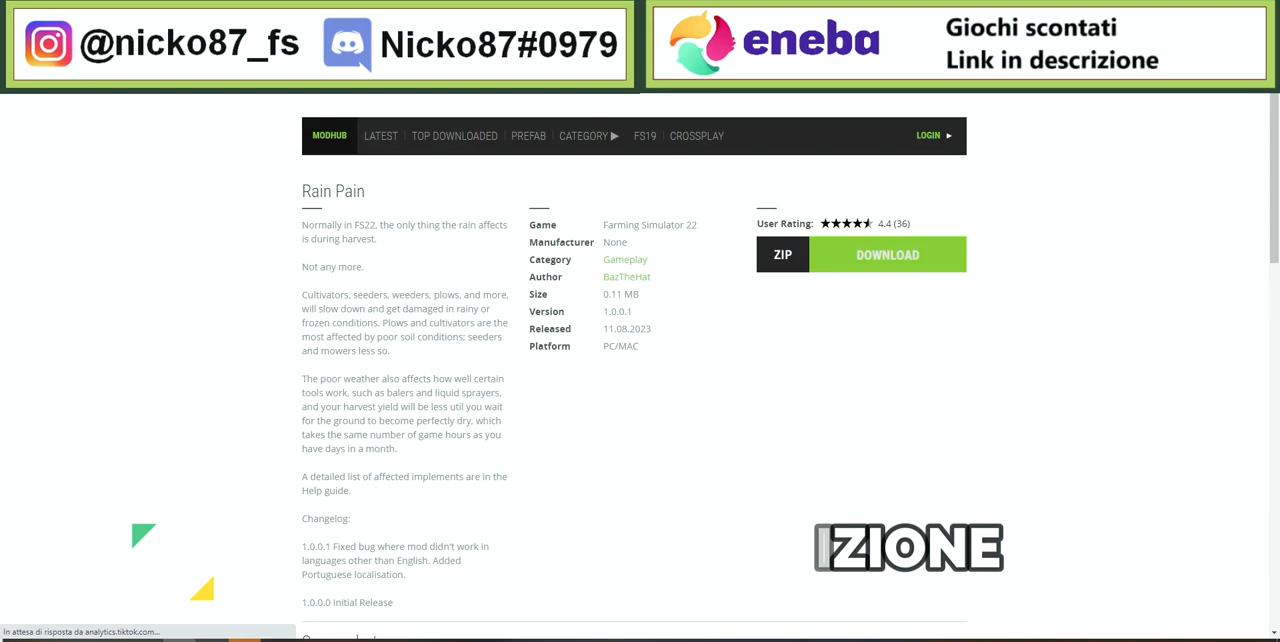 @nicko87_fs
Nicko87#0979
eneba
Giochi scontati
Link in descrizione
MODHUB LATEST TOP DOWNLOADED PREFAB CATEGORY ▶ FS19 CROSSPLAY LOGIN ▸
Rain Pain
Normally in FS22, the only thing the rain affects
is during harvest.
Not any more.
Cultivators, seeders, weeders, plows, and more,
will slow down and get damaged in rainy or
frozen conditions. Plows and cultivators are the
most affected by poor soil conditions; seeders
and mowers less so.
The poor weather also affects how well certain
tools work, such as balers and liquid sprayers,
and your harvest yield will be less util you wait
for the ground to become perfectly dry, which
takes the same number of game hours as you
have days in a month.
A detailed list of affected implements are in the
Help guide.
Changelog:
1.0.0.1 Fixed bug where mod didn't work in
languages other than English. Added
Portuguese localisation.
1.0.0.0 Initial Release
Game Farming Simulator 22
Manufacturer None
Category Gameplay
Author BazTheHat
Size 0.11 MB
Version 1.0.0.1
Released 11.08.2023
Platform PC/MAC
User Rating: ★★★★⯨ 4.4 (36)
ZIP DOWNLOAD
IZIONE
In attesa di risposta da analytics.tiktok.com...